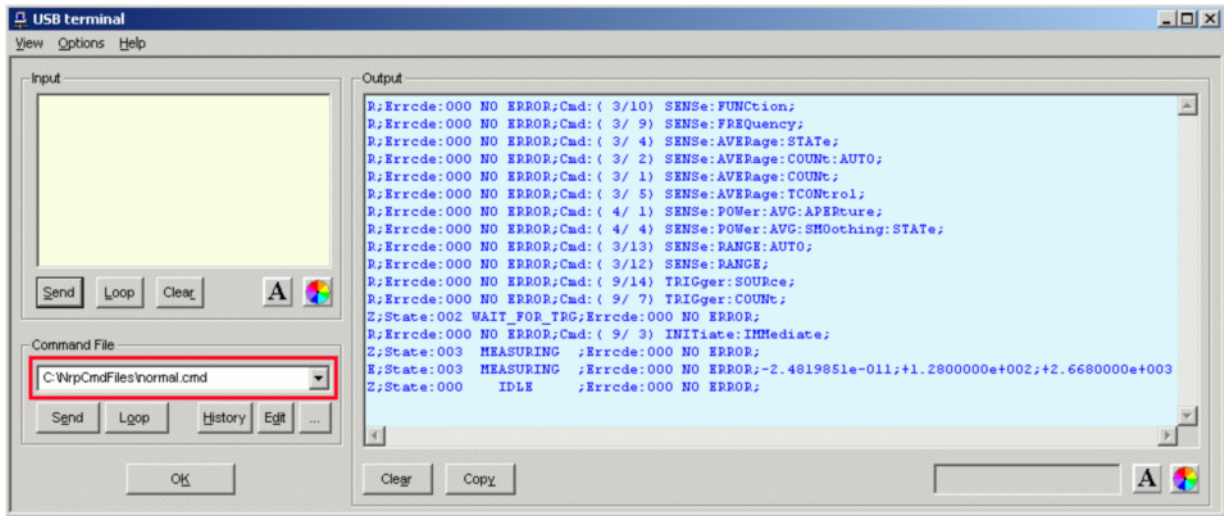 USB terminal
View Options Help
Input
Send Loop Clear A
Command File
C:\NrpCmdFiles\normal.cmd
Send Loop History Edit ...
OK
Output
R;Errcde:000 NO ERROR;Cmd:( 3/10) SENSe:FUNCtion;
R;Errcde:000 NO ERROR;Cmd:( 3/ 9) SENSe:FREQuency;
R;Errcde:000 NO ERROR;Cmd:( 3/ 4) SENSe:AVERage:STATe;
R;Errcde:000 NO ERROR;Cmd:( 3/ 2) SENSe:AVERage:COUNt:AUTO;
R;Errcde:000 NO ERROR;Cmd:( 3/ 1) SENSe:AVERage:COUNt;
R;Errcde:000 NO ERROR;Cmd:( 3/ 5) SENSe:AVERage:TCONtrol;
R;Errcde:000 NO ERROR;Cmd:( 4/ 1) SENSe:POWer:AVG:APERture;
R;Errcde:000 NO ERROR;Cmd:( 4/ 4) SENSe:POWer:AVG:SMOothing:STATe;
R;Errcde:000 NO ERROR;Cmd:( 3/13) SENSe:RANGE:AUTO;
R;Errcde:000 NO ERROR;Cmd:( 3/12) SENSe:RANGE;
R;Errcde:000 NO ERROR;Cmd:( 9/14) TRIGger:SOURce;
R;Errcde:000 NO ERROR;Cmd:( 9/ 7) TRIGger:COUNt;
Z;State:002 WAIT_FOR_TRG;Errcde:000 NO ERROR;
R;Errcde:000 NO ERROR;Cmd:( 9/ 3) INITiate:IMMediate;
Z;State:003 MEASURING ;Errcde:000 NO ERROR;
E;State:003 MEASURING ;Errcde:000 NO ERROR;-2.4819851e-011;+1.2800000e+002;+2.6680000e+003
Z;State:000 IDLE ;Errcde:000 NO ERROR;
Clear Copy A